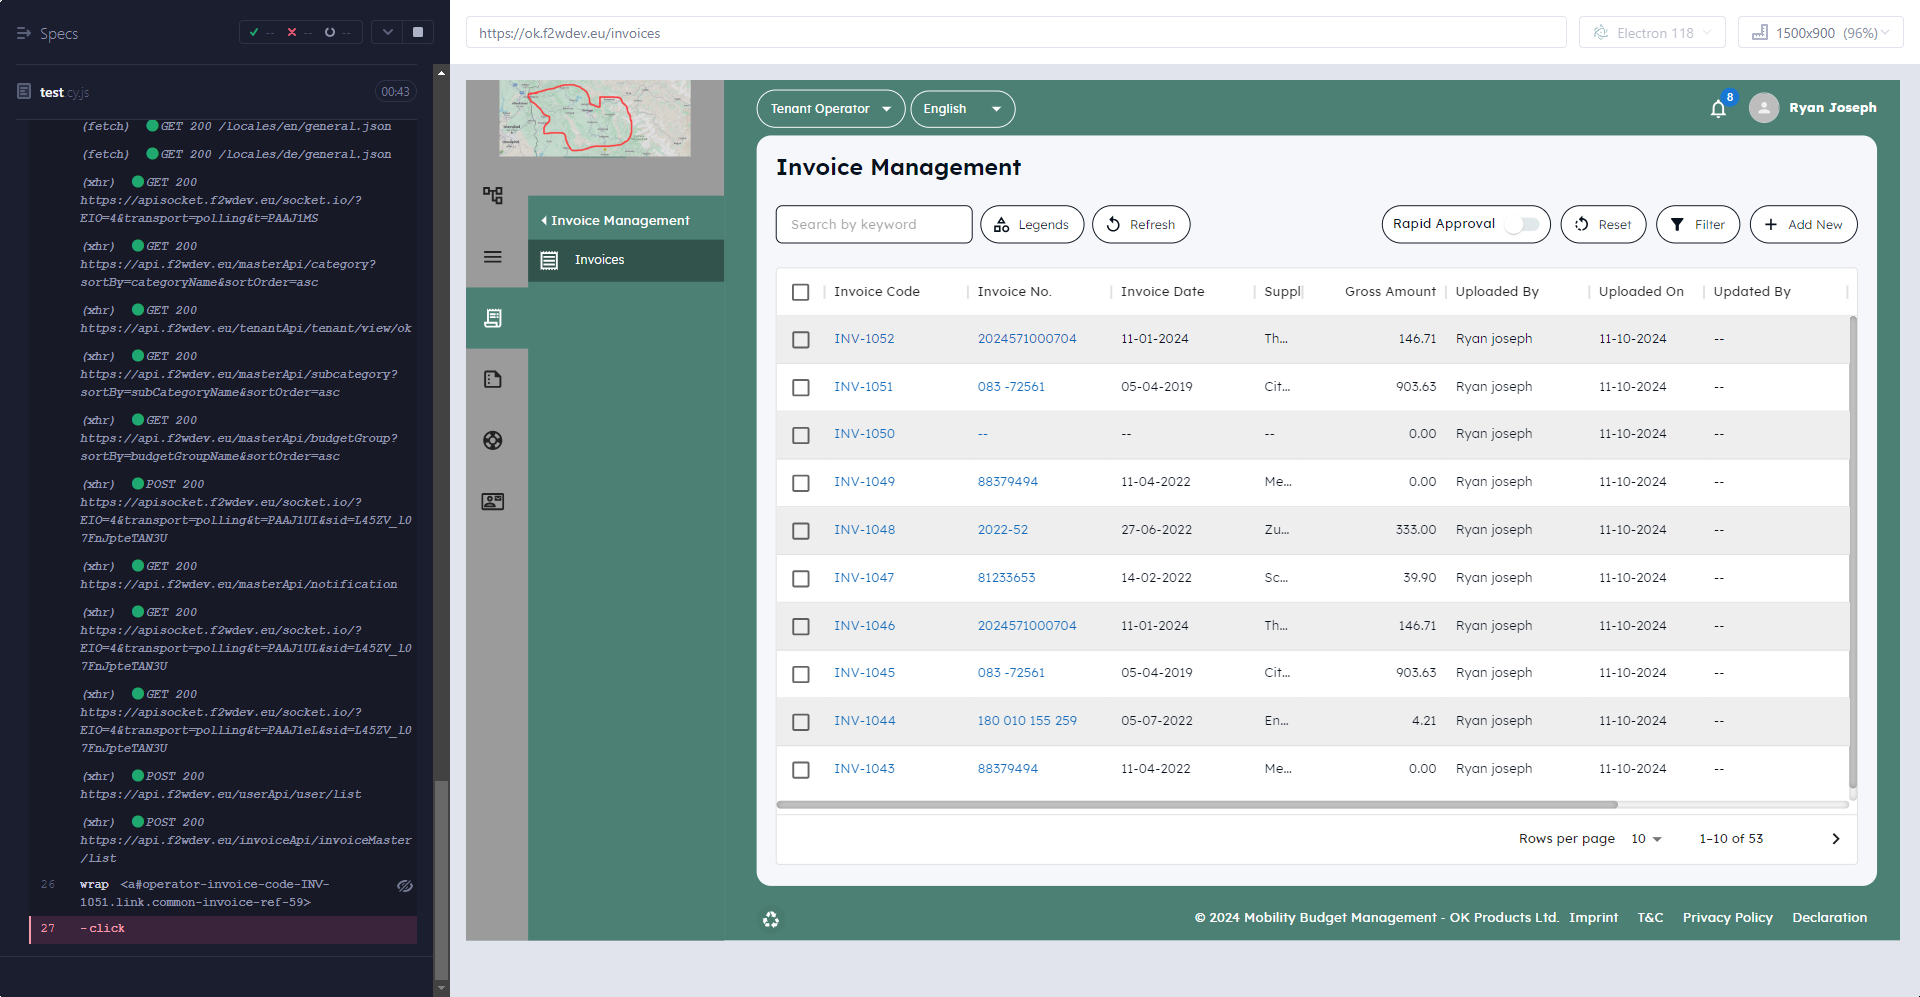 Specs
-- -- --
test cy.js
00:43
(fetch) GET 200 /locales/en/general.json
(fetch) GET 200 /locales/de/general.json
(xhr) GET 200
https://apisocket.f2wdev.eu/socket.io/?
EIO=4&transport=polling&t=PAAJ1MS
(xhr) GET 200
https://api.f2wdev.eu/masterApi/category?
sortBy=categoryName&sortOrder=asc
(xhr) GET 200
https://api.f2wdev.eu/tenantApi/tenant/view/ok
(xhr) GET 200
https://api.f2wdev.eu/masterApi/subcategory?
sortBy=subCategoryName&sortOrder=asc
(xhr) GET 200
https://api.f2wdev.eu/masterApi/budgetGroup?
sortBy=budgetGroupName&sortOrder=asc
(xhr) POST 200
https://apisocket.f2wdev.eu/socket.io/?
EIO=4&transport=polling&t=PAAJ1UI&sid=L45ZV_l0
7EnJpteTAN3U
(xhr) GET 200
https://api.f2wdev.eu/masterApi/notification
(xhr) GET 200
https://apisocket.f2wdev.eu/socket.io/?
EIO=4&transport=polling&t=PAAJ1UL&sid=L45ZV_l0
7EnJpteTAN3U
(xhr) GET 200
https://apisocket.f2wdev.eu/socket.io/?
EIO=4&transport=polling&t=PAAJ1eL&sid=L45ZV_l0
7EnJpteTAN3U
(xhr) POST 200
https://api.f2wdev.eu/userApi/user/list
(xhr) POST 200
https://api.f2wdev.eu/invoiceApi/invoiceMaster
/list
26 wrap <a#operator-invoice-code-INV-
1051.link.common-invoice-ref-59>
27 -click
https://ok.f2wdev.eu/invoices
Electron 118
1500x900 (96%)
Tenant Operator
English
8
Ryan Joseph
Invoice Management
Invoices
Invoice Management
Search by keyword
Legends
Refresh
Rapid Approval
Reset
Filter
Add New
Invoice Code Invoice No. Invoice Date Suppl Gross Amount Uploaded By Uploaded On Updated By
INV-1052 2024571000704 11-01-2024 Th... 146.71 Ryan joseph 11-10-2024 --
INV-1051 083 -72561 05-04-2019 Cit... 903.63 Ryan joseph 11-10-2024 --
INV-1050 -- -- -- 0.00 Ryan joseph 11-10-2024 --
INV-1049 88379494 11-04-2022 Me... 0.00 Ryan joseph 11-10-2024 --
INV-1048 2022-52 27-06-2022 Zu... 333.00 Ryan joseph 11-10-2024 --
INV-1047 81233653 14-02-2022 Sc... 39.90 Ryan joseph 11-10-2024 --
INV-1046 2024571000704 11-01-2024 Th... 146.71 Ryan joseph 11-10-2024 --
INV-1045 083 -72561 05-04-2019 Cit... 903.63 Ryan joseph 11-10-2024 --
INV-1044 180 010 155 259 05-07-2022 En... 4.21 Ryan joseph 11-10-2024 --
INV-1043 88379494 11-04-2022 Me... 0.00 Ryan joseph 11-10-2024 --
Rows per page 10 1–10 of 53
© 2024 Mobility Budget Management - OK Products Ltd. Imprint T&C Privacy Policy Declaration